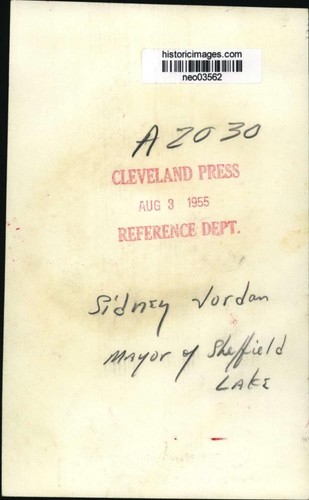 historicimages.com
neo03562
A2030
CLEVELAND PRESS
AUG 3 1955
REFERENCE DEPT.
Sidney Jordan
Mayor of Sheffield
LAKE